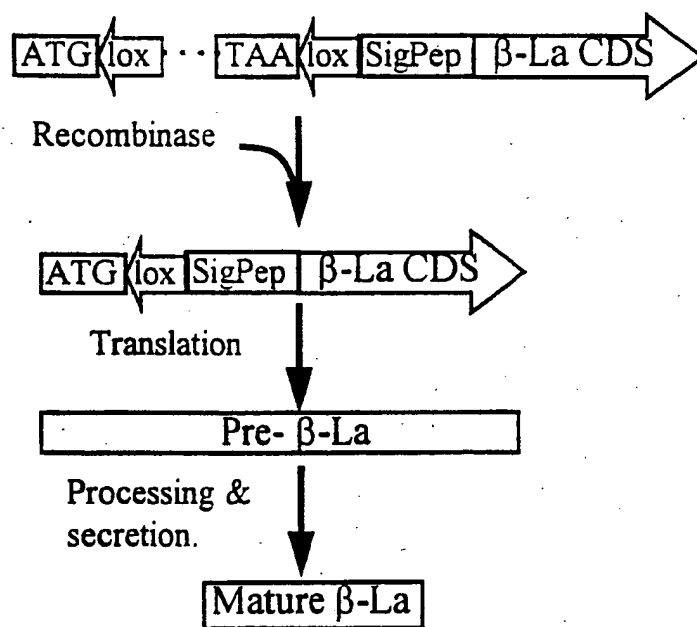 ATG lox ··· TAA lox SigPep β-La CDS
Recombinase
ATG lox SigPep β-La CDS
Translation
Pre- β-La
Processing &
secretion.
Mature β-La